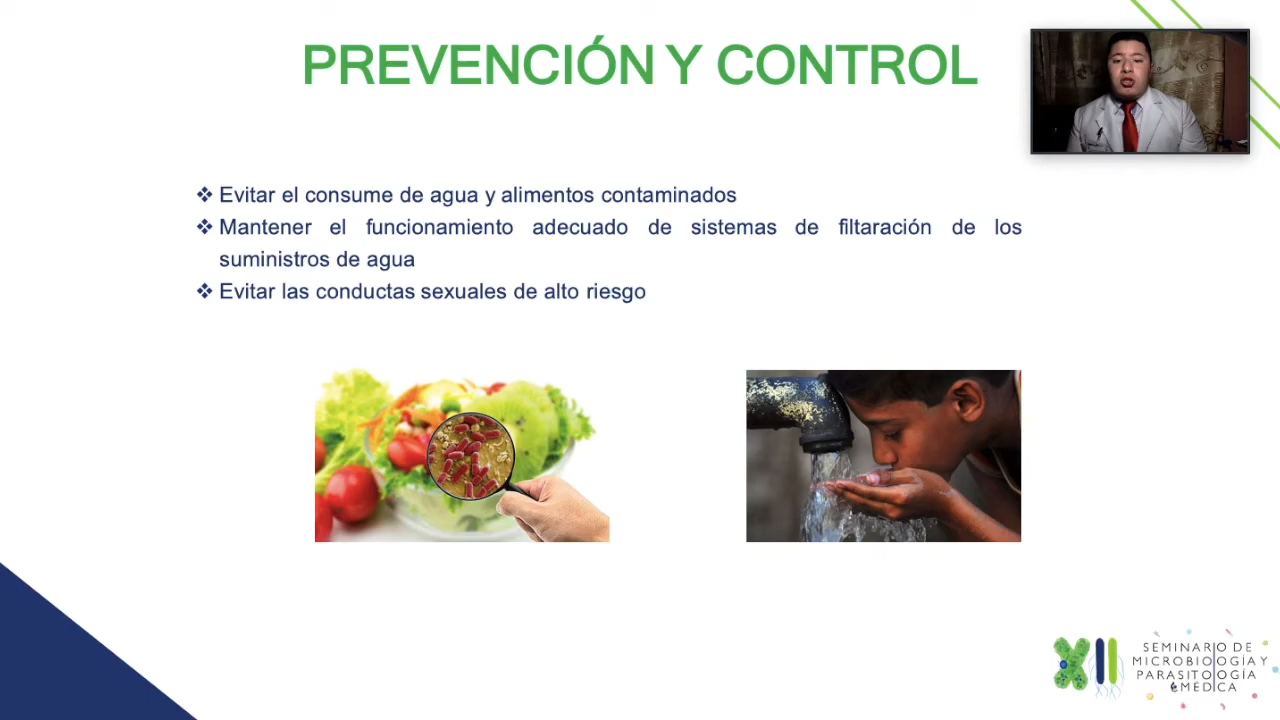 PREVENCIÓN Y CONTROL
❖ Evitar el consume de agua y alimentos contaminados
❖ Mantener el funcionamiento adecuado de sistemas de filtaración de los
suministros de agua
❖ Evitar las conductas sexuales de alto riesgo
XII
SEMINARIO DE
MICROBIOLOGÍA Y
PARASITOLOGÍA
MÉDICA